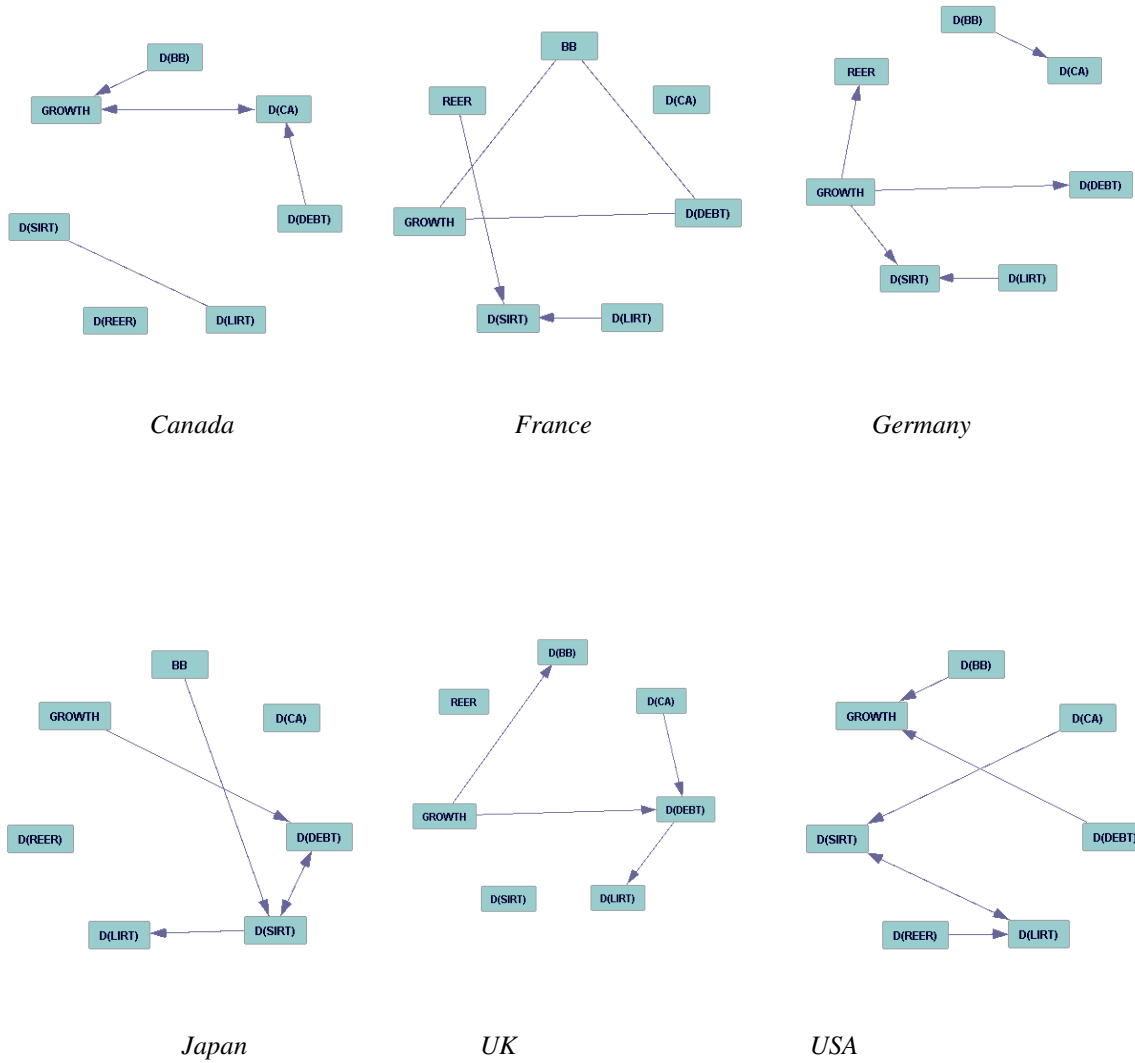 D(BB)
GROWTH
D(CA)
D(DEBT)
D(SIRT)
D(REER)
D(LIRT)
Canada
BB
REER
D(CA)
GROWTH
D(DEBT)
D(SIRT)
D(LIRT)
France
D(BB)
D(CA)
REER
GROWTH
D(DEBT)
D(SIRT)
D(LIRT)
Germany
BB
GROWTH
D(CA)
D(REER)
D(DEBT)
D(LIRT)
D(SIRT)
Japan
D(BB)
REER
D(CA)
GROWTH
D(DEBT)
D(SIRT)
D(LIRT)
UK
D(BB)
GROWTH
D(CA)
D(SIRT)
D(DEBT)
D(REER)
D(LIRT)
USA